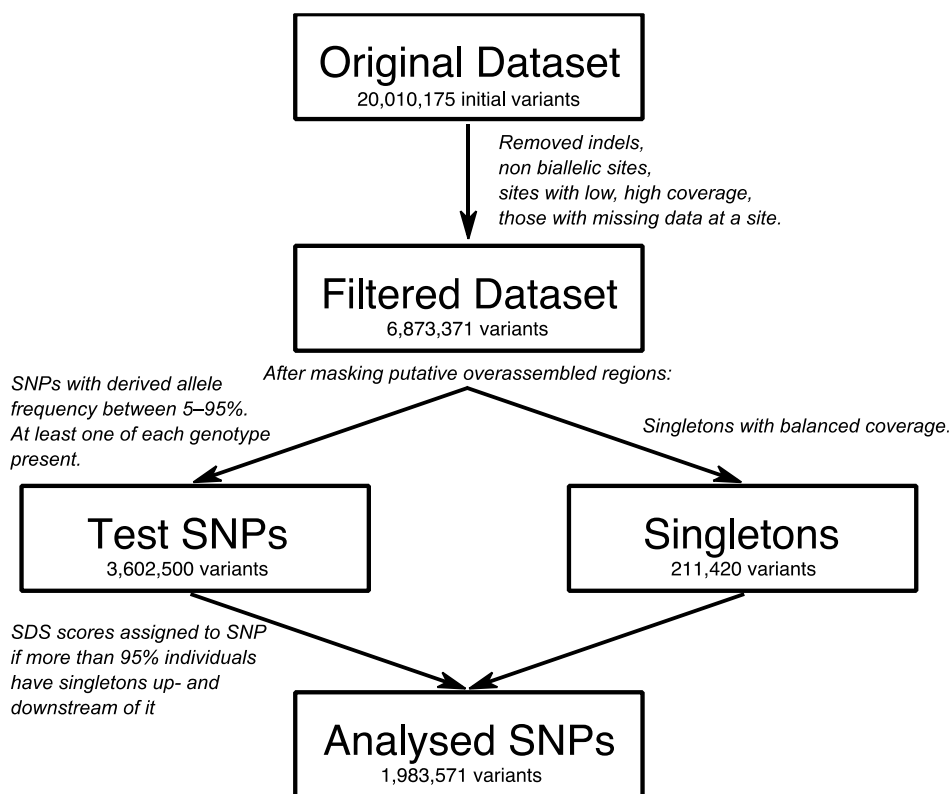 Original Dataset
20,010,175 initial variants
Removed indels,
non biallelic sites,
sites with low, high coverage,
those with missing data at a site.
Filtered Dataset
6,873,371 variants
After masking putative overassembled regions:
SNPs with derived allele
frequency between 5–95%.
At least one of each genotype
present.
Singletons with balanced coverage.
Test SNPs
3,602,500 variants
Singletons
211,420 variants
SDS scores assigned to SNP
if more than 95% individuals
have singletons up- and
downstream of it
Analysed SNPs
1,983,571 variants